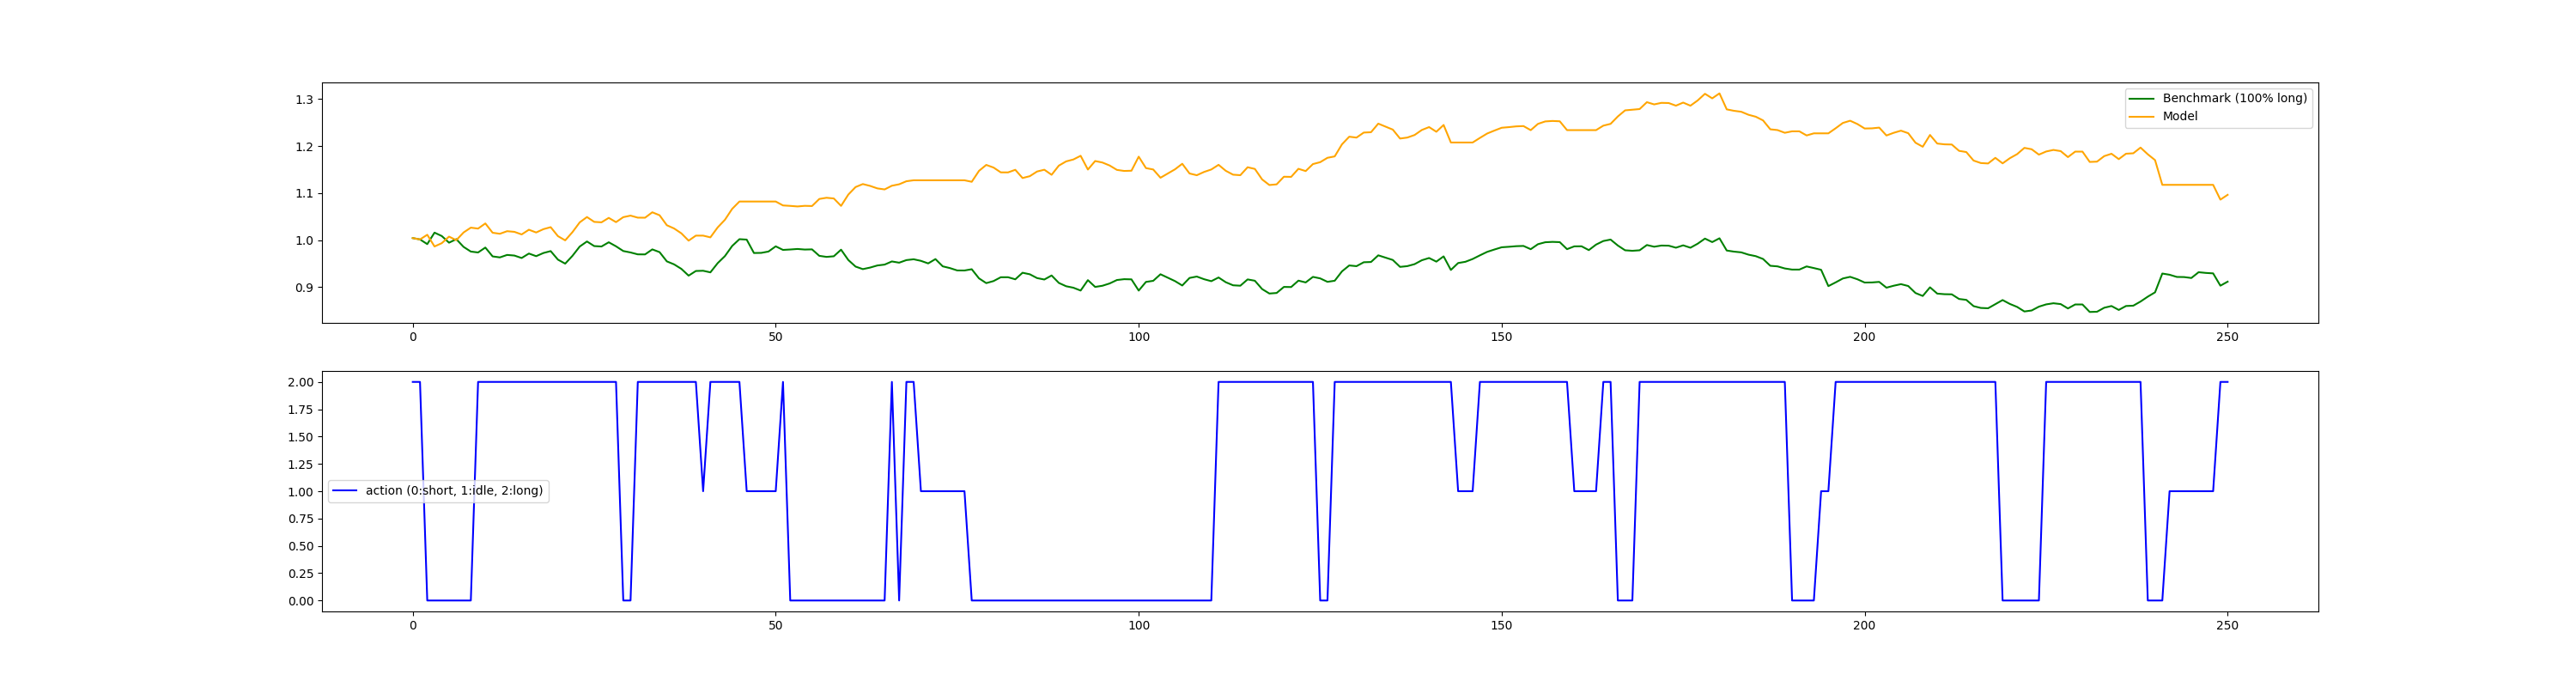 1.3
1.2
1.1
1.0
0.9
Benchmark (100% long)
Model
0 50 100 150 200 250
2.00
1.75
1.50
1.25
1.00
0.75
0.50
0.25
0.00
action (0:short, 1:idle, 2:long)
0 50 100 150 200 250